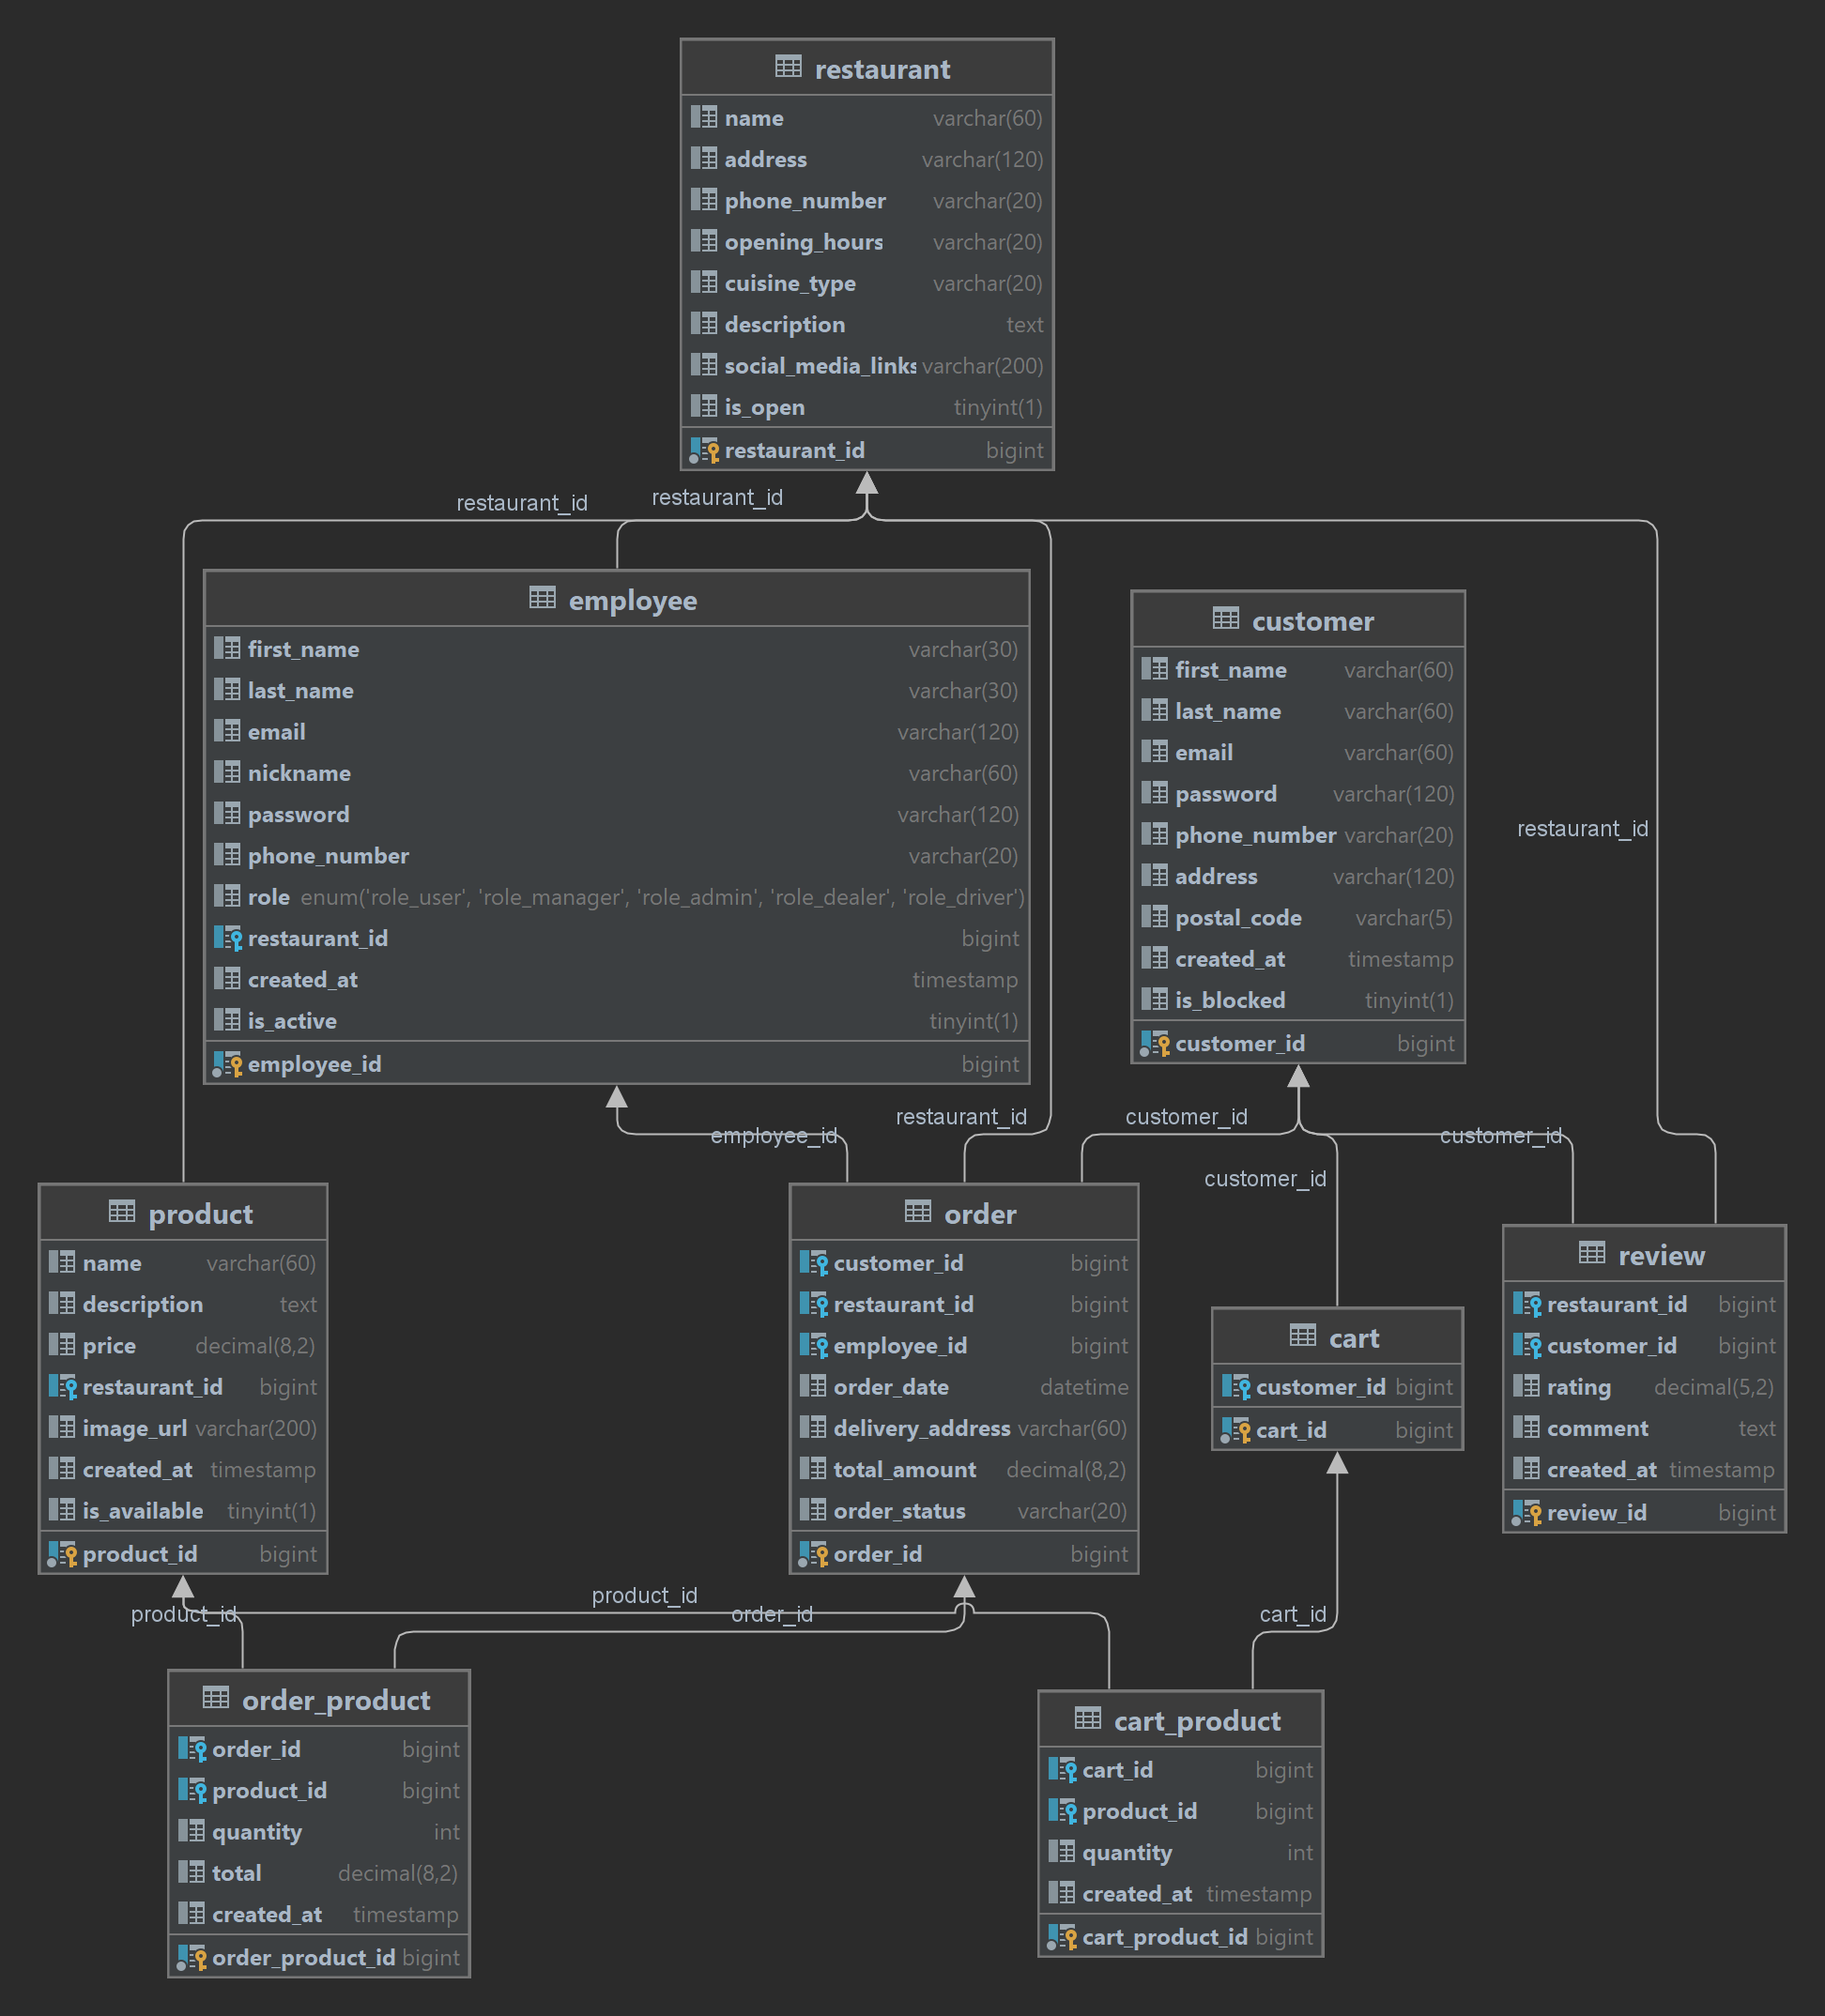 restaurant
name varchar(60)
address varchar(120)
phone_number varchar(20)
opening_hours varchar(20)
cuisine_type varchar(20)
description text
social_media_links varchar(200)
is_open tinyint(1)
restaurant_id bigint
restaurant_id
restaurant_id
employee
first_name varchar(30)
last_name varchar(30)
email varchar(120)
nickname varchar(60)
password varchar(120)
phone_number varchar(20)
role enum('role_user', 'role_manager', 'role_admin', 'role_dealer', 'role_driver')
restaurant_id bigint
created_at timestamp
is_active tinyint(1)
employee_id bigint
customer
first_name varchar(60)
last_name varchar(60)
email varchar(60)
password varchar(120)
phone_number varchar(20)
address varchar(120)
postal_code varchar(5)
created_at timestamp
is_blocked tinyint(1)
customer_id bigint
restaurant_id
employee_id
restaurant_id
customer_id
customer_id
customer_id
product
name varchar(60)
description text
price decimal(8,2)
restaurant_id bigint
image_url varchar(200)
created_at timestamp
is_available tinyint(1)
product_id bigint
order
customer_id bigint
restaurant_id bigint
employee_id bigint
order_date datetime
delivery_address varchar(60)
total_amount decimal(8,2)
order_status varchar(20)
order_id bigint
cart
customer_id bigint
cart_id bigint
review
restaurant_id bigint
customer_id bigint
rating decimal(5,2)
comment text
created_at timestamp
review_id bigint
product_id
product_id
order_id
cart_id
order_product
order_id bigint
product_id bigint
quantity int
total decimal(8,2)
created_at timestamp
order_product_id bigint
cart_product
cart_id bigint
product_id bigint
quantity int
created_at timestamp
cart_product_id bigint